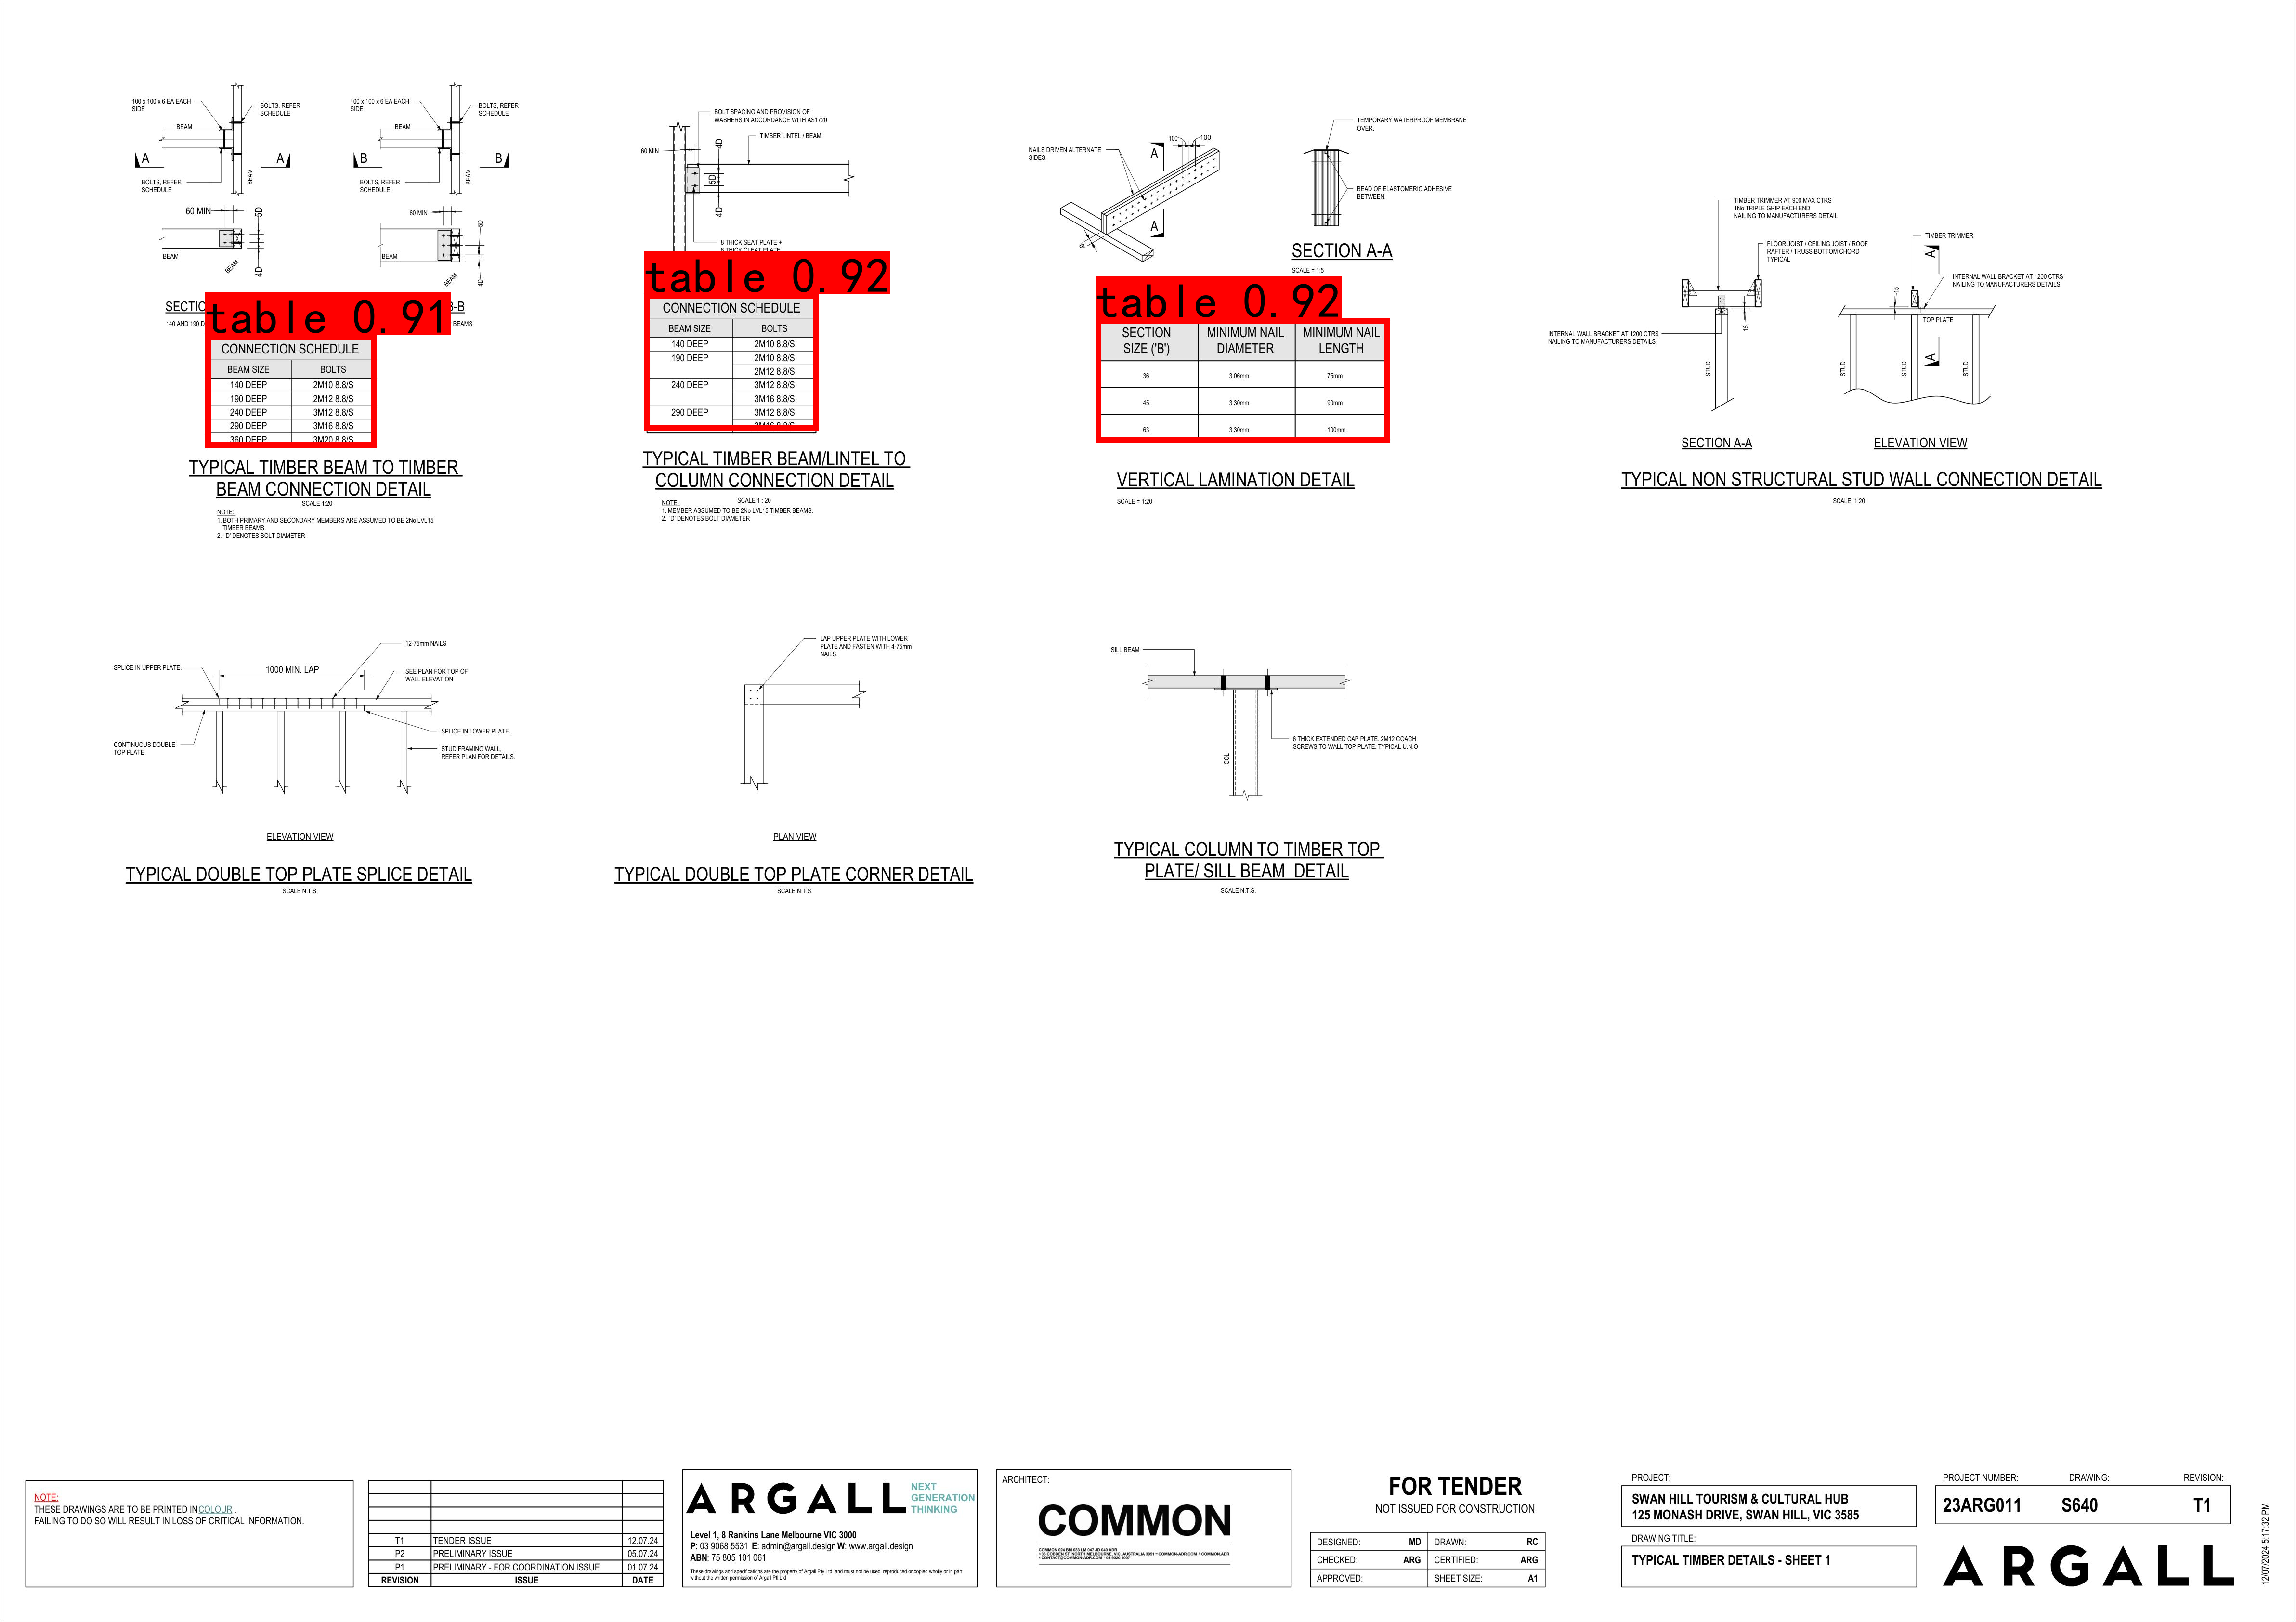 100 x 100 x 6 EA EACH
SIDE
BOLTS, REFER
SCHEDULE
BEAM
A
A
BOLTS, REFER
SCHEDULE
BEAM
60 MIN
5D
4D
BEAM
BEAM
SECTIO
140 AND 190 D
100 x 100 x 6 EA EACH
SIDE
BOLTS, REFER
SCHEDULE
BEAM
B
B
BOLTS, REFER
SCHEDULE
BEAM
60 MIN
5D
4D
BEAM
BEAM
-B
BEAMS
table 0.91
CONNECTION SCHEDULE
BEAM SIZE BOLTS
140 DEEP 2M10 8.8/S
190 DEEP 2M12 8.8/S
240 DEEP 3M12 8.8/S
290 DEEP 3M16 8.8/S
360 DEEP 3M20 8.8/S
TYPICAL TIMBER BEAM TO TIMBER
BEAM CONNECTION DETAIL
SCALE 1:20
NOTE:
1. BOTH PRIMARY AND SECONDARY MEMBERS ARE ASSUMED TO BE 2No LVL15
TIMBER BEAMS.
2. 'D' DENOTES BOLT DIAMETER
BOLT SPACING AND PROVISION OF
WASHERS IN ACCORDANCE WITH AS1720
TIMBER LINTEL / BEAM
60 MIN
4D
5D
4D
8 THICK SEAT PLATE +
6 THICK CLEAT PLATE
table 0.92
CONNECTION SCHEDULE
BEAM SIZE BOLTS
140 DEEP 2M10 8.8/S
190 DEEP 2M10 8.8/S
2M12 8.8/S
240 DEEP 3M12 8.8/S
3M16 8.8/S
290 DEEP 3M12 8.8/S
3M16 8.8/S
TYPICAL TIMBER BEAM/LINTEL TO
COLUMN CONNECTION DETAIL
SCALE 1 : 20
NOTE:
1. MEMBER ASSUMED TO BE 2No LVL15 TIMBER BEAMS.
2. 'D' DENOTES BOLT DIAMETER
NAILS DRIVEN ALTERNATE
SIDES.
100
100
A
A
'B'
TEMPORARY WATERPROOF MEMBRANE
OVER.
BEAD OF ELASTOMERIC ADHESIVE
BETWEEN.
SECTION A-A
SCALE = 1:5
table 0.92
SECTION SIZE ('B') MINIMUM NAIL DIAMETER MINIMUM NAIL LENGTH
36 3.06mm 75mm
45 3.30mm 90mm
63 3.30mm 100mm
VERTICAL LAMINATION DETAIL
SCALE = 1:20
TIMBER TRIMMER AT 900 MAX CTRS
1No TRIPLE GRIP EACH END
NAILING TO MANUFACTURERS DETAIL
FLOOR JOIST / CEILING JOIST / ROOF
RAFTER / TRUSS BOTTOM CHORD
TYPICAL
15
INTERNAL WALL BRACKET AT 1200 CTRS
NAILING TO MANUFACTURERS DETAILS
STUD
SECTION A-A
TIMBER TRIMMER
A
INTERNAL WALL BRACKET AT 1200 CTRS
NAILING TO MANUFACTURERS DETAILS
15
TOP PLATE
A
STUD
STUD
STUD
ELEVATION VIEW
TYPICAL NON STRUCTURAL STUD WALL CONNECTION DETAIL
SCALE: 1:20
12-75mm NAILS
SPLICE IN UPPER PLATE.
1000 MIN. LAP
SEE PLAN FOR TOP OF
WALL ELEVATION
SPLICE IN LOWER PLATE.
CONTINUOUS DOUBLE
TOP PLATE
STUD FRAMING WALL,
REFER PLAN FOR DETAILS.
ELEVATION VIEW
TYPICAL DOUBLE TOP PLATE SPLICE DETAIL
SCALE N.T.S.
LAP UPPER PLATE WITH LOWER
PLATE AND FASTEN WITH 4-75mm
NAILS.
PLAN VIEW
TYPICAL DOUBLE TOP PLATE CORNER DETAIL
SCALE N.T.S.
SILL BEAM
6 THICK EXTENDED CAP PLATE. 2M12 COACH
SCREWS TO WALL TOP PLATE. TYPICAL U.N.O
COL
TYPICAL COLUMN TO TIMBER TOP
PLATE/ SILL BEAM DETAIL
SCALE N.T.S.
NOTE:
THESE DRAWINGS ARE TO BE PRINTED IN COLOUR .
FAILING TO DO SO WILL RESULT IN LOSS OF CRITICAL INFORMATION.
T1 TENDER ISSUE 12.07.24
P2 PRELIMINARY ISSUE 05.07.24
P1 PRELIMINARY - FOR COORDINATION ISSUE 01.07.24
REVISION ISSUE DATE
ARGALL
NEXT
GENERATION
THINKING
Level 1, 8 Rankins Lane Melbourne VIC 3000
P: 03 9068 5531 E: admin@argall.design W: www.argall.design
ABN: 75 805 101 061
These drawings and specifications are the property of Argall Pty.Ltd. and must not be used, reproduced or copied wholly or in part
without the written permission of Argall Ptl.Ltd
ARCHITECT:
COMMON
FOR TENDER
NOT ISSUED FOR CONSTRUCTION
DESIGNED: MD DRAWN: RC
CHECKED: ARG CERTIFIED: ARG
APPROVED: SHEET SIZE: A1
PROJECT:
SWAN HILL TOURISM & CULTURAL HUB
125 MONASH DRIVE, SWAN HILL, VIC 3585
DRAWING TITLE:
TYPICAL TIMBER DETAILS - SHEET 1
PROJECT NUMBER: DRAWING: REVISION:
23ARG011 S640 T1
ARGALL
12/07/2024 5:17:32 PM